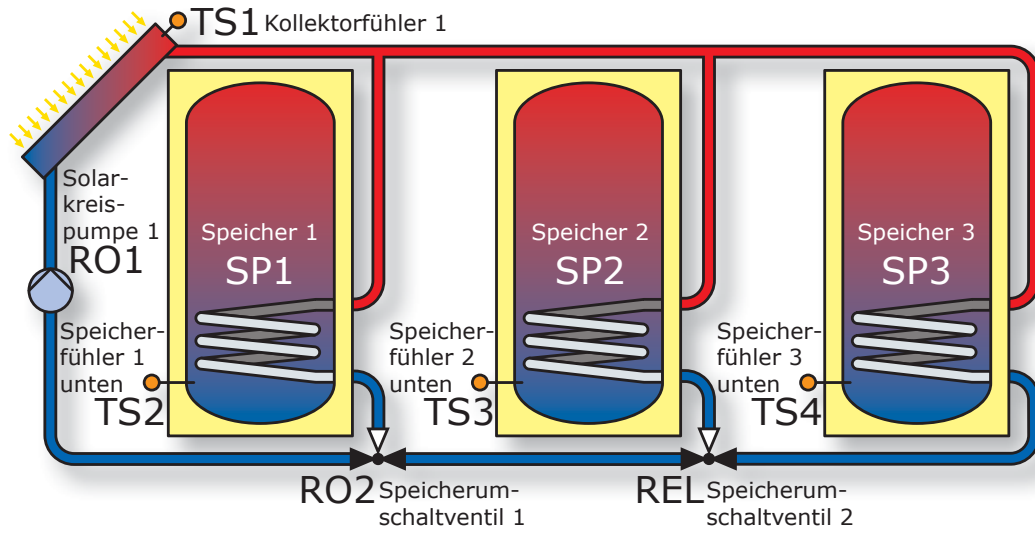 TS1 Kollektorfühler 1
Solar-
kreis-
pumpe 1
RO1
Speicher 1
SP1
Speicher 2
SP2
Speicher 3
SP3
Speicher-
fühler 1
unten
TS2
Speicher-
fühler 2
unten
TS3
Speicher-
fühler 3
unten
TS4
RO2 Speicherum-
schaltventil 1
REL Speicherum-
schaltventil 2